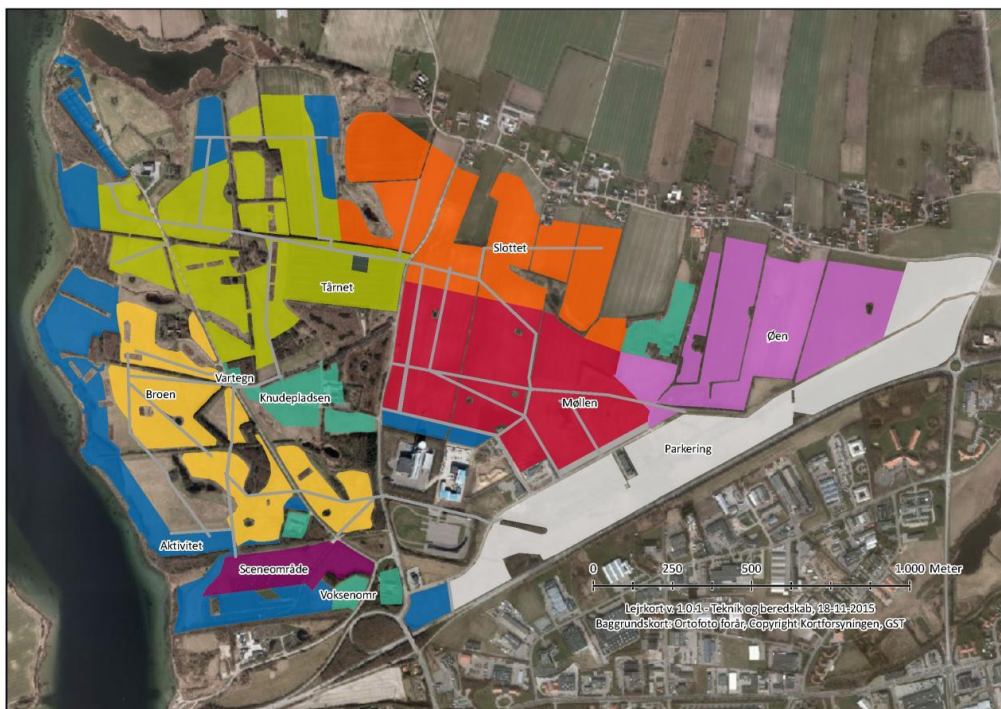 Slottet
Tårnet
Øen
Vartegn
Broen
Knudepladsen
Møllen
Parkering
Aktivitet
Sceneområde
Voksenomr
0 250 500 1.000 Meter
Lejrkort v. 1.0.1 - Teknik og beredskab, 18-11-2015
Baggrundskort: Ortofoto forår, Copyright Kortforsyningen, GST